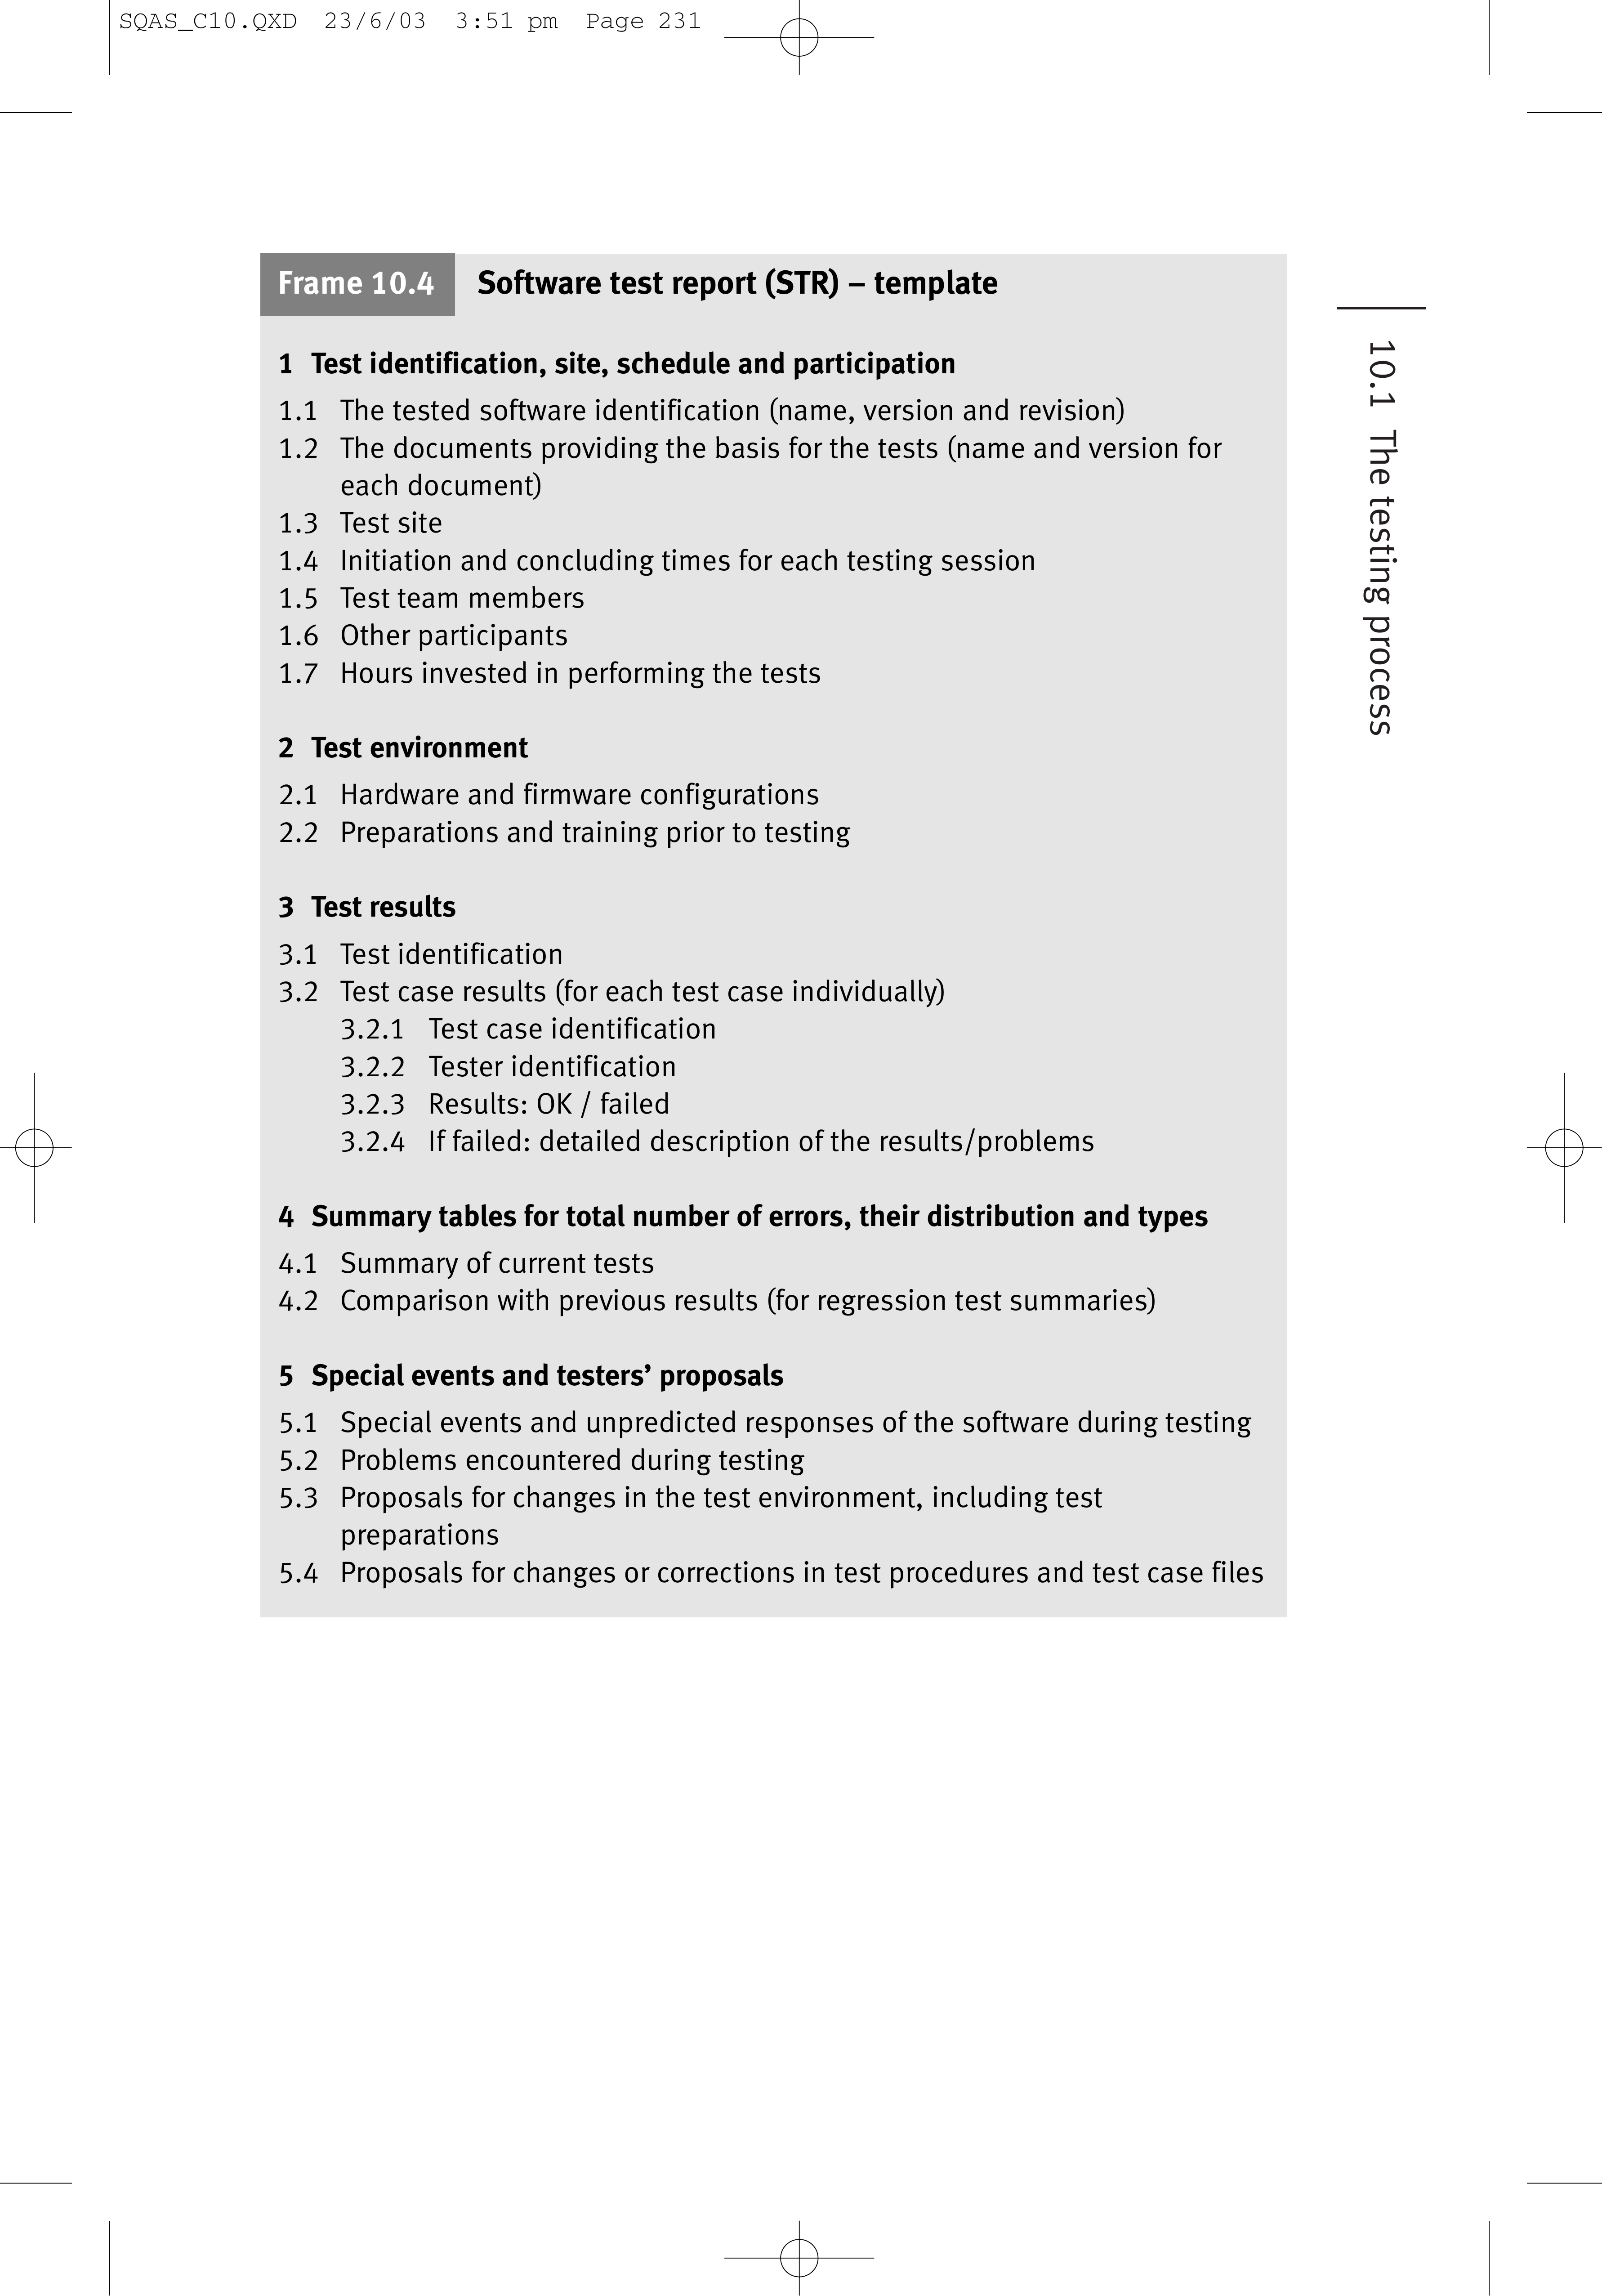 SQAS_C10.QXD 23/6/03 3:51 pm Page 231
Frame 10.4 Software test report (STR) – template
1 Test identification, site, schedule and participation
1.1 The tested software identification (name, version and revision)
1.2 The documents providing the basis for the tests (name and version for
each document)
1.3 Test site
1.4 Initiation and concluding times for each testing session
1.5 Test team members
1.6 Other participants
1.7 Hours invested in performing the tests
2 Test environment
2.1 Hardware and firmware configurations
2.2 Preparations and training prior to testing
3 Test results
3.1 Test identification
3.2 Test case results (for each test case individually)
3.2.1 Test case identification
3.2.2 Tester identification
3.2.3 Results: OK / failed
3.2.4 If failed: detailed description of the results/problems
4 Summary tables for total number of errors, their distribution and types
4.1 Summary of current tests
4.2 Comparison with previous results (for regression test summaries)
5 Special events and testers’ proposals
5.1 Special events and unpredicted responses of the software during testing
5.2 Problems encountered during testing
5.3 Proposals for changes in the test environment, including test
preparations
5.4 Proposals for changes or corrections in test procedures and test case files
10.1 The testing process